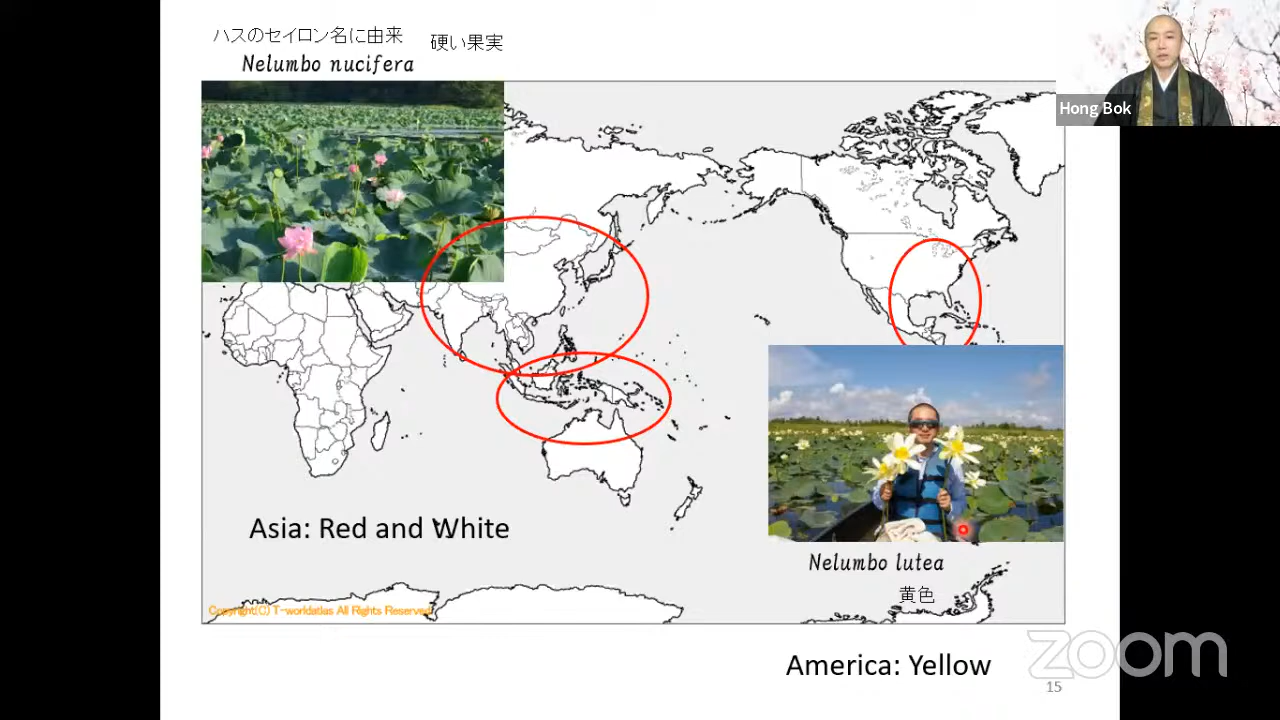 ハスのセイロン名に由来
硬い果実
Nelumbo nucifera
Hong Bok
Asia: Red and White
Nelumbo lutea
黄色
Copyright(C) T-worldatlas All Rights Reserved
America: Yellow
zoom
15